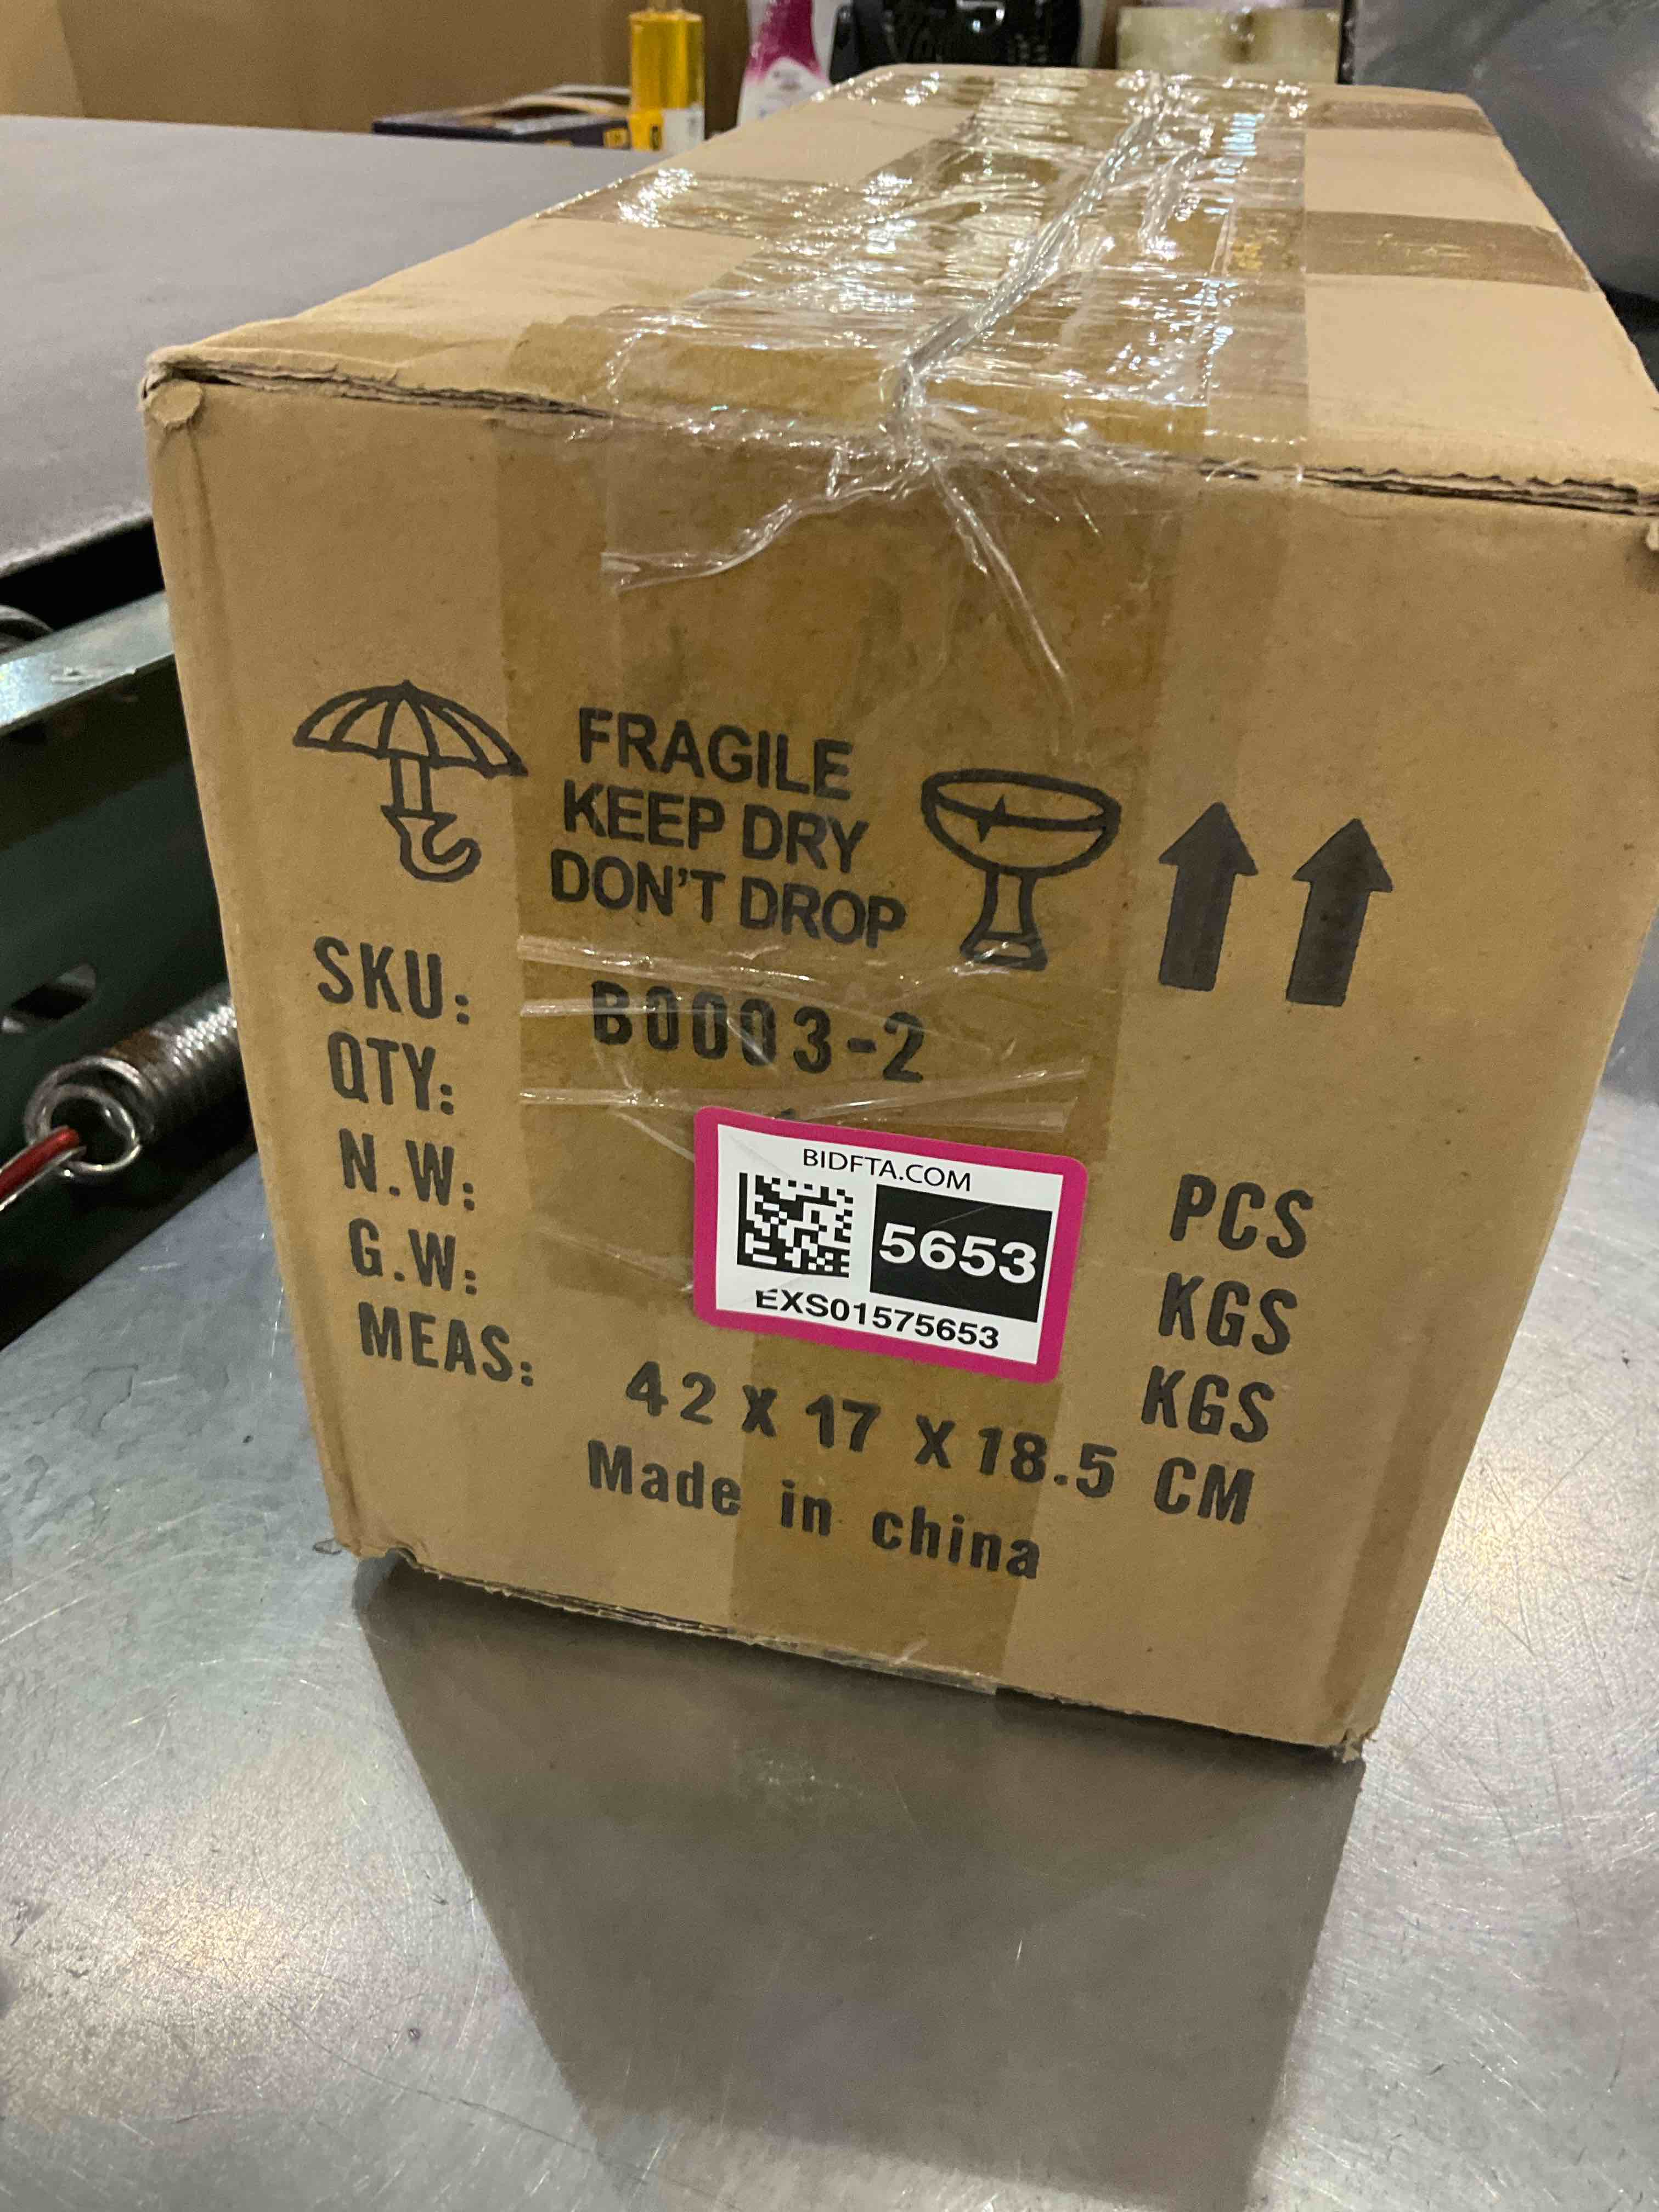 FRAGILE
KEEP DRY
DON'T DROP
SKU: B0003-2
QTY: PCS
N.W: KGS
G.W: KGS
MEAS: 42 X 17 X 18.5 CM
Made in china
BIDFTA.COM
5653
EXS01575653